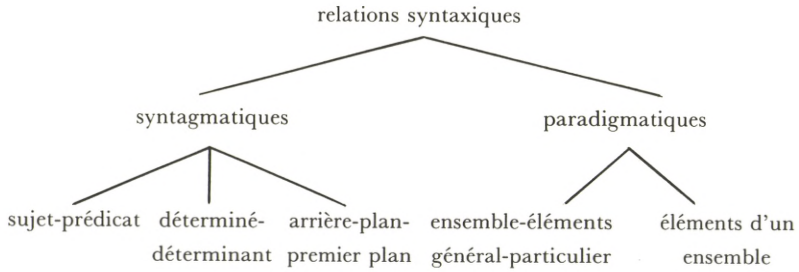 relations syntaxiques
syntagmatiques
paradigmatiques
sujet-prédicat
déterminé-
déterminant
arrière-plan-
premier plan
ensemble-éléments
général-particulier
éléments d'un
ensemble